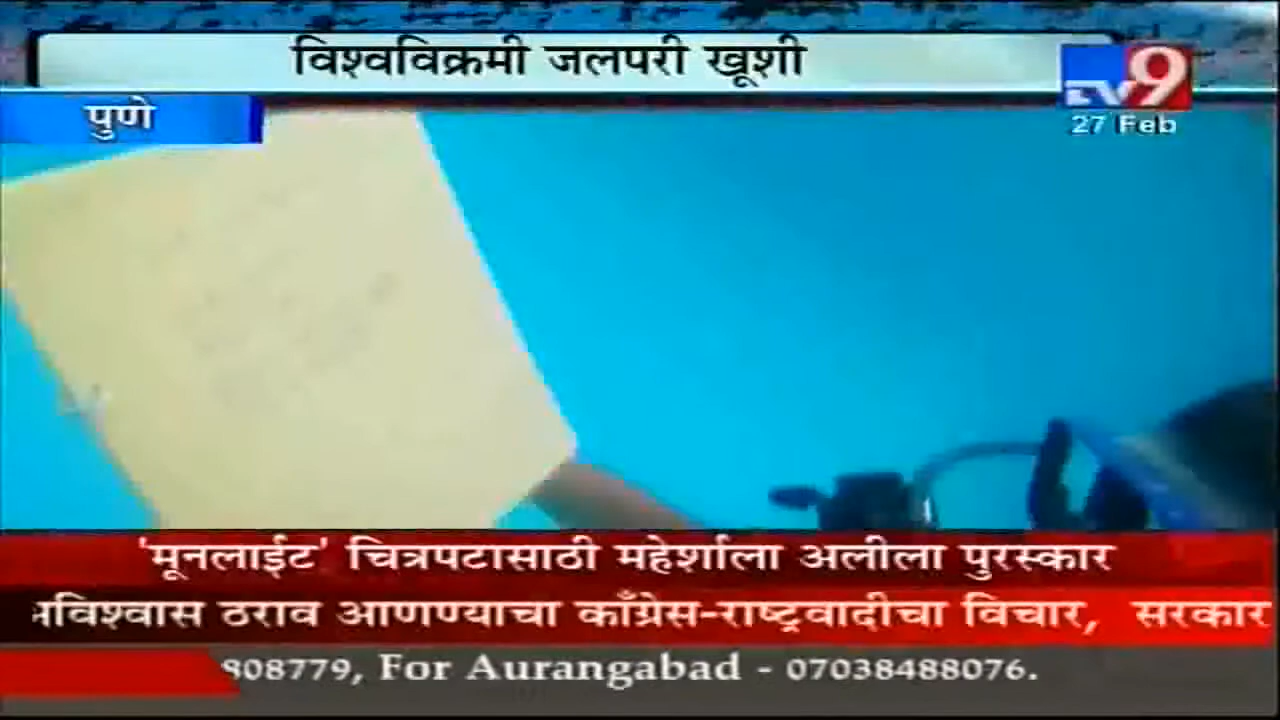 विश्वविक्रमी जलपरी खूशी
TV9
पुणे
27 Feb
'मूनलाईट' चित्रपटासाठी महेर्शाला अलीला पुरस्कार
ठराव आणण्याचा काँग्रेस-राष्ट्रवादीचा विचार, सरकार
808779, For Aurangabad - 07038488076.